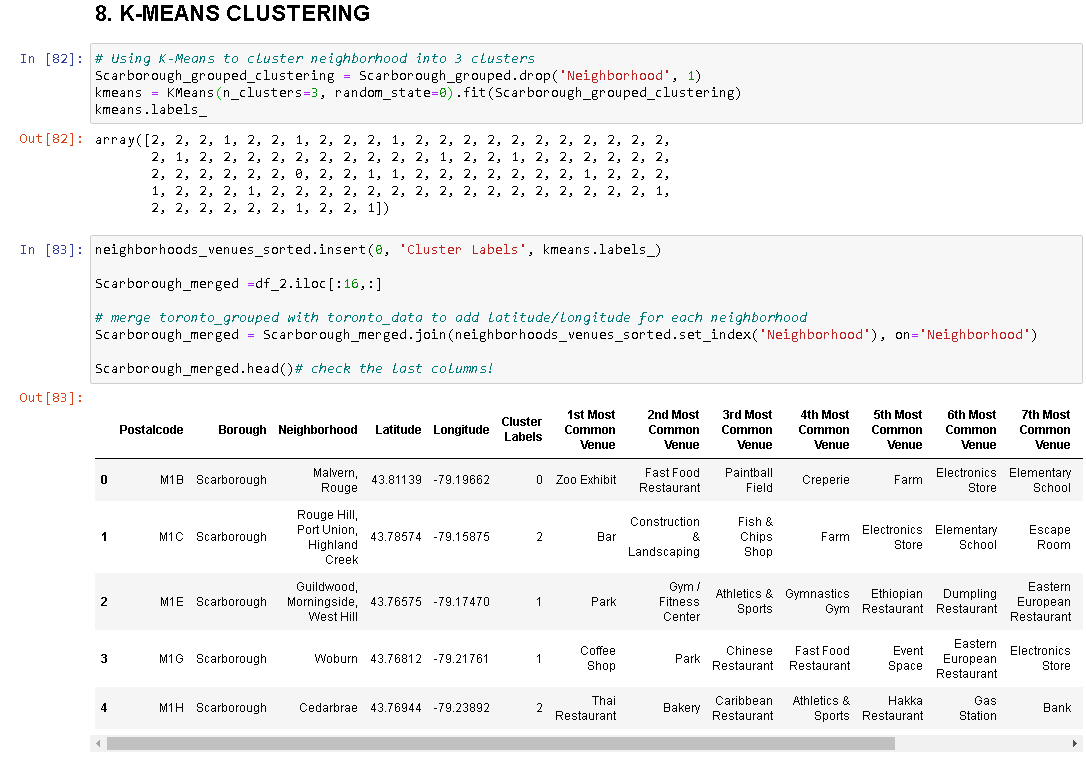 8. K-MEANS CLUSTERING
In [82]: # Using K-Means to cluster neighborhood into 3 clusters
Scarborough_grouped_clustering = Scarborough_grouped.drop('Neighborhood', 1)
kmeans = KMeans(n_clusters=3, random_state=0).fit(Scarborough_grouped_clustering)
kmeans.labels_
Out[82]: array([2, 2, 2, 1, 2, 2, 1, 2, 2, 2, 1, 2, 2, 2, 2, 2, 2, 2, 2, 2, 2, 2,
2, 1, 2, 2, 2, 2, 2, 2, 2, 2, 2, 2, 1, 2, 2, 1, 2, 2, 2, 2, 2, 2,
2, 2, 2, 2, 2, 2, 0, 2, 2, 1, 1, 2, 2, 2, 2, 2, 2, 2, 1, 2, 2, 2,
1, 2, 2, 2, 1, 2, 2, 2, 2, 2, 2, 2, 2, 2, 2, 2, 2, 2, 2, 2, 2, 1,
2, 2, 2, 2, 2, 2, 1, 2, 2, 1])
In [83]: neighborhoods_venues_sorted.insert(0, 'Cluster Labels', kmeans.labels_)
Scarborough_merged =df_2.iloc[:16,:]
# merge toronto_grouped with toronto_data to add latitude/longitude for each neighborhood
Scarborough_merged = Scarborough_merged.join(neighborhoods_venues_sorted.set_index('Neighborhood'), on='Neighborhood')
Scarborough_merged.head()# check the last columns!
Out[83]:
Postalcode Borough Neighborhood Latitude Longitude Cluster Labels 1st Most Common Venue 2nd Most Common Venue 3rd Most Common Venue 4th Most Common Venue 5th Most Common Venue 6th Most Common Venue 7th Most Common Venue
0 M1B Scarborough Malvern, Rouge 43.81139 -79.19662 0 Zoo Exhibit Fast Food Restaurant Paintball Field Creperie Farm Electronics Store Elementary School
1 M1C Scarborough Rouge Hill, Port Union, Highland Creek 43.78574 -79.15875 2 Bar Construction & Landscaping Fish & Chips Shop Farm Electronics Store Elementary School Escape Room
2 M1E Scarborough Guildwood, Morningside, West Hill 43.76575 -79.17470 1 Park Gym / Fitness Center Athletics & Sports Gymnastics Gym Ethiopian Restaurant Dumpling Restaurant Eastern European Restaurant
3 M1G Scarborough Woburn 43.76812 -79.21761 1 Coffee Shop Park Chinese Restaurant Fast Food Restaurant Event Space Eastern European Restaurant Electronics Store
4 M1H Scarborough Cedarbrae 43.76944 -79.23892 2 Thai Restaurant Bakery Caribbean Restaurant Athletics & Sports Hakka Restaurant Gas Station Bank